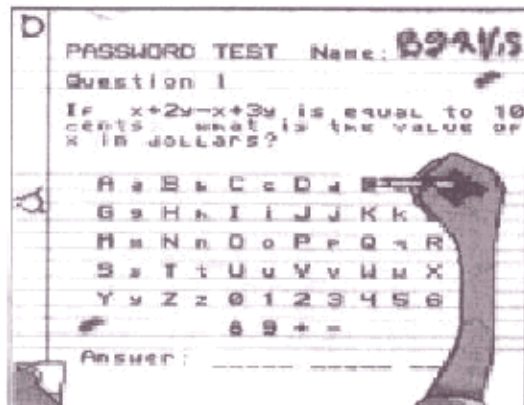 PASSWORD TEST Name:
Question 1
If x+2y-x+3y is equal to 10
cents, what is the value of
x in dollars?
A a B b C c D d
G g H h I i J j K k
M m N n O o P p Q q R
S s T t U u V v W w X
Y y Z z 0 1 2 3 4 5 6
8 9 + -
Answer: